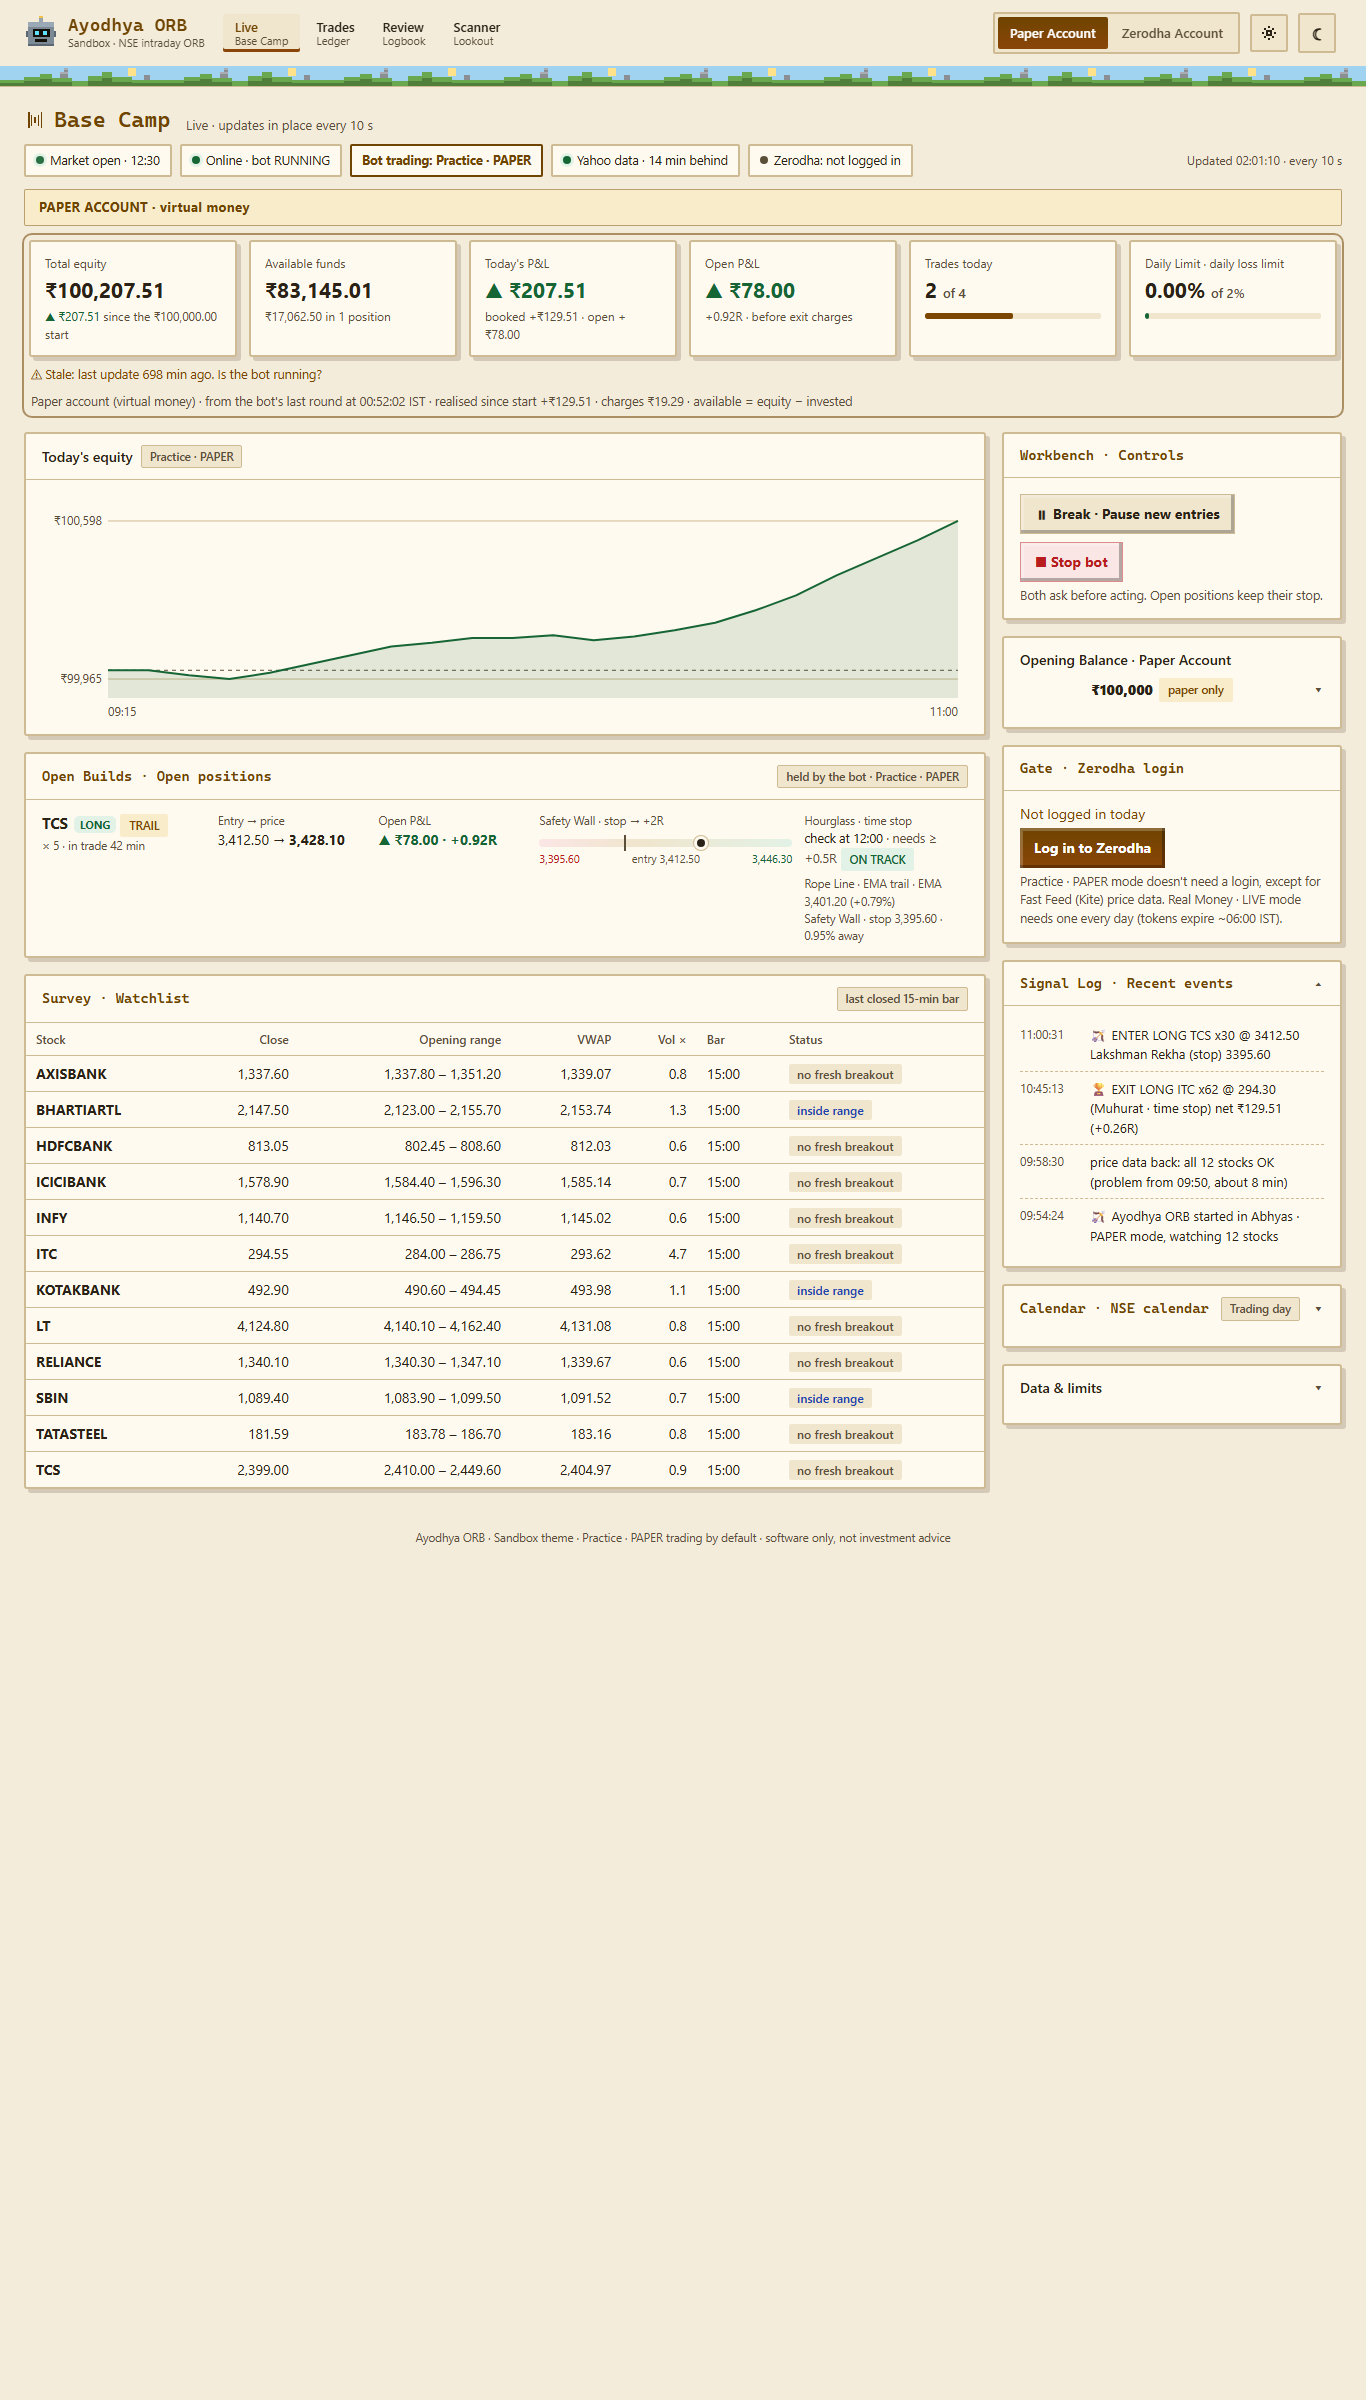 Ayodhya ORB
Sandbox · NSE intraday ORB
Live
Base Camp
Trades
Ledger
Review
Logbook
Scanner
Lookout
Paper Account
Zerodha Account
Base Camp
Live · updates in place every 10 s
Market open · 12:30
Online · bot RUNNING
Bot trading: Practice · PAPER
Yahoo data · 14 min behind
Zerodha: not logged in
Updated 02:01:10 · every 10 s
PAPER ACCOUNT · virtual money
Total equity
₹100,207.51
▲ ₹207.51 since the ₹100,000.00
start
Available funds
₹83,145.01
₹17,062.50 in 1 position
Today's P&L
▲ ₹207.51
booked +₹129.51 · open +
₹78.00
Open P&L
▲ ₹78.00
+0.92R · before exit charges
Trades today
2 of 4
Daily Limit · daily loss limit
0.00% of 2%
⚠ Stale: last update 698 min ago. Is the bot running?
Paper account (virtual money) · from the bot's last round at 00:52:02 IST · realised since start +₹129.51 · charges ₹19.29 · available = equity − invested
Today's equity
Practice · PAPER
₹100,598
₹99,965
09:15
11:00
Workbench · Controls
⏸ Break · Pause new entries
■ Stop bot
Both ask before acting. Open positions keep their stop.
Opening Balance · Paper Account
₹100,000 paper only ▾
Open Builds · Open positions
held by the bot · Practice · PAPER
TCS LONG TRAIL
× 5 · in trade 42 min
Entry → price
3,412.50 → 3,428.10
Open P&L
▲ ₹78.00 · +0.92R
Safety Wall · stop → +2R
3,395.60 entry 3,412.50 3,446.30
Hourglass · time stop
check at 12:00 · needs ≥
+0.5R ON TRACK
Rope Line · EMA trail · EMA
3,401.20 (+0.79%)
Safety Wall · stop 3,395.60 ·
0.95% away
Gate · Zerodha login
Not logged in today
Log in to Zerodha
Practice · PAPER mode doesn't need a login, except for
Fast Feed (Kite) price data. Real Money · LIVE mode
needs one every day (tokens expire ~06:00 IST).
Survey · Watchlist
last closed 15-min bar
Stock Close Opening range VWAP Vol × Bar Status
AXISBANK 1,337.60 1,337.80 – 1,351.20 1,339.07 0.8 15:00 no fresh breakout
BHARTIARTL 2,147.50 2,123.00 – 2,155.70 2,153.74 1.3 15:00 inside range
HDFCBANK 813.05 802.45 – 808.60 812.03 0.6 15:00 no fresh breakout
ICICIBANK 1,578.90 1,584.40 – 1,596.30 1,585.14 0.7 15:00 no fresh breakout
INFY 1,140.70 1,146.50 – 1,159.50 1,145.02 0.6 15:00 no fresh breakout
ITC 294.55 284.00 – 286.75 293.62 4.7 15:00 no fresh breakout
KOTAKBANK 492.90 490.60 – 494.45 493.98 1.1 15:00 inside range
LT 4,124.80 4,140.10 – 4,162.40 4,131.08 0.8 15:00 no fresh breakout
RELIANCE 1,340.10 1,340.30 – 1,347.10 1,339.67 0.6 15:00 no fresh breakout
SBIN 1,089.40 1,083.90 – 1,099.50 1,091.52 0.7 15:00 inside range
TATASTEEL 181.59 183.78 – 186.70 183.16 0.8 15:00 no fresh breakout
TCS 2,399.00 2,410.00 – 2,449.60 2,404.97 0.9 15:00 no fresh breakout
Signal Log · Recent events ▴
11:00:31 🏹 ENTER LONG TCS x30 @ 3412.50
Lakshman Rekha (stop) 3395.60
10:45:13 ⏳ EXIT LONG ITC x62 @ 294.30
(Muhurat · time stop) net ₹129.51
(+0.26R)
09:58:30 price data back: all 12 stocks OK
(problem from 09:50, about 8 min)
09:54:24 🏹 Ayodhya ORB started in Abhyas ·
PAPER mode, watching 12 stocks
Calendar · NSE calendar Trading day ▾
Data & limits ▾
Ayodhya ORB · Sandbox theme · Practice · PAPER trading by default · software only, not investment advice